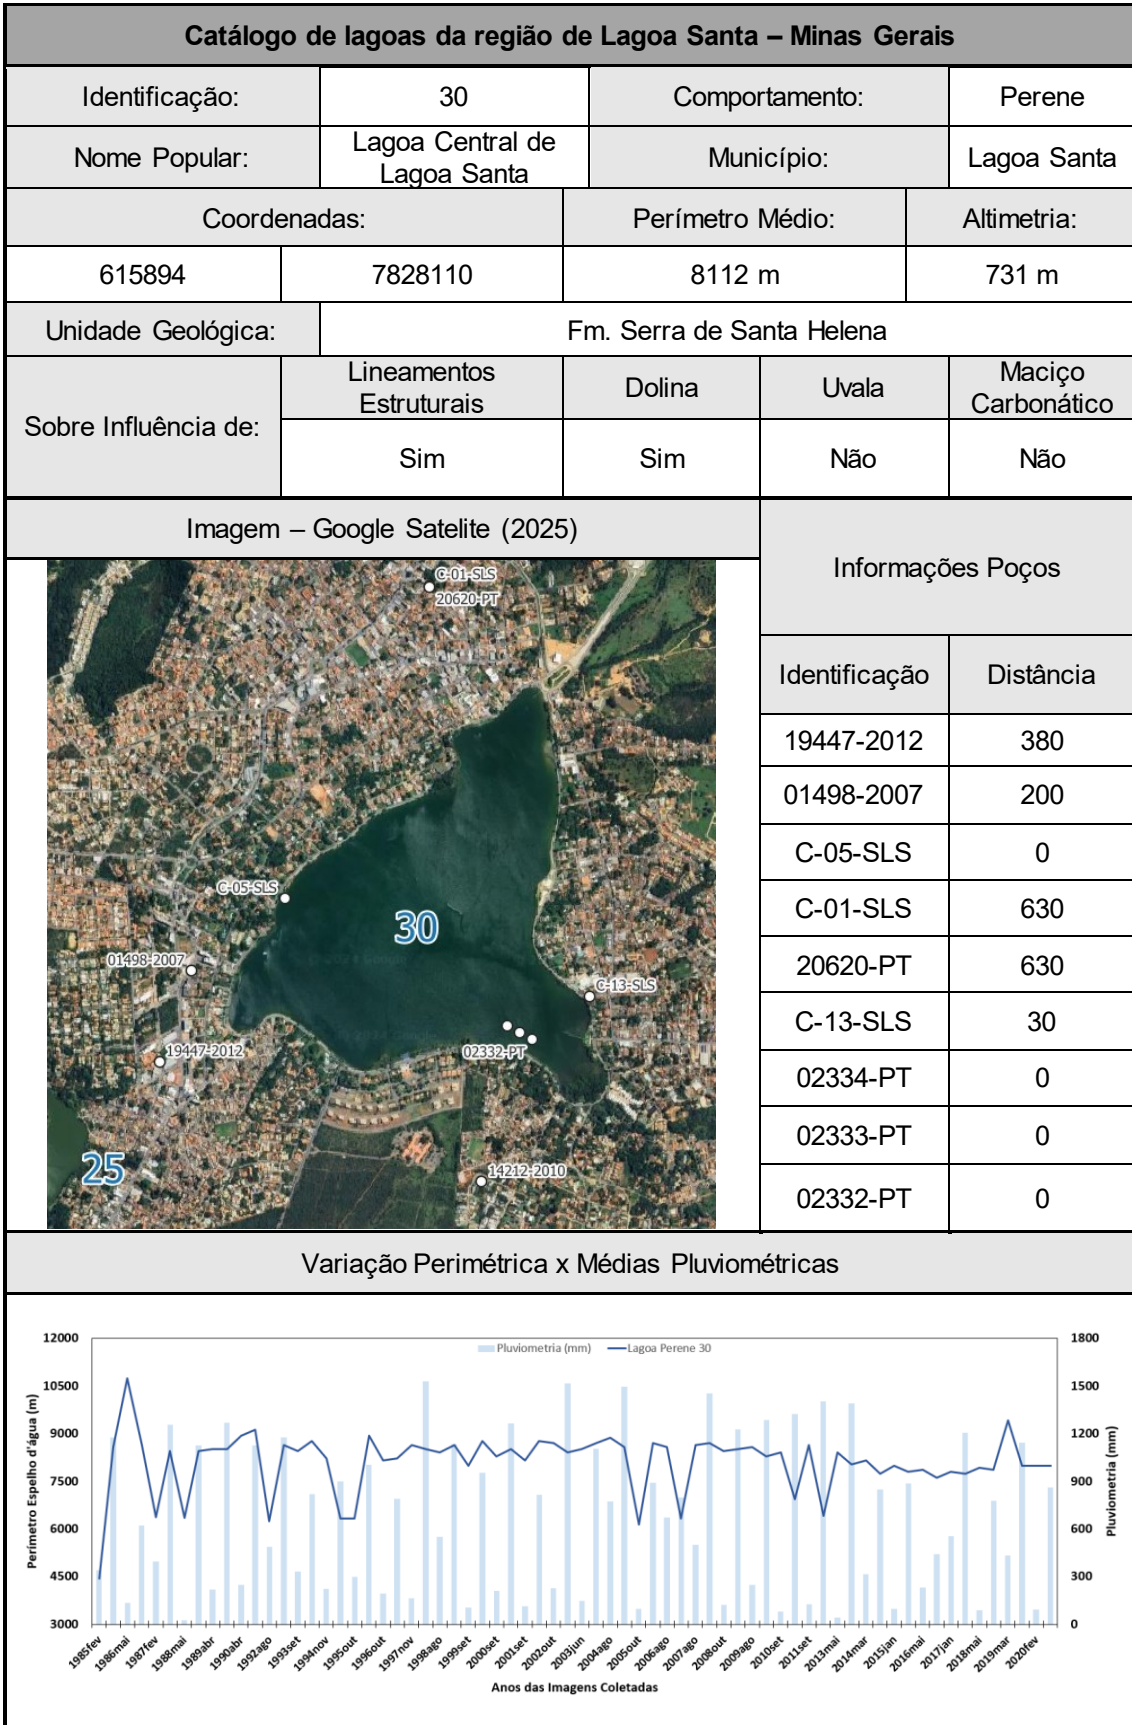 Catálogo de lagoas da região de Lagoa Santa – Minas Gerais
Identificação: 30 Comportamento: Perene
Nome Popular: Lagoa Central de Lagoa Santa Município: Lagoa Santa
Coordenadas: Perímetro Médio: Altimetria:
615894 7828110 8112 m 731 m
Unidade Geológica: Fm. Serra de Santa Helena
Sobre Influência de: Lineamentos Estruturais Dolina Uvala Maciço Carbonático
Sim Sim Não Não
Imagem – Google Satelite (2025)
C-01-SLS
20620-PT
C-05-SLS
30
01498-2007
C-13-SLS
02332-PT
19447-2012
25
14212-2010
Informações Poços
Identificação Distância
19447-2012 380
01498-2007 200
C-05-SLS 0
C-01-SLS 630
20620-PT 630
C-13-SLS 30
02334-PT 0
02333-PT 0
02332-PT 0
Variação Perimétrica x Médias Pluviométricas
Pluviometria (mm) Lagoa Perene 30
Perímetro Espelho d'água (m)
12000
10500
9000
7500
6000
4500
3000
1800
1500
1200
900
600
300
0
Pluviometria (mm)
1985fev 1986mai 1987fev 1988mai 1989abr 1990abr 1992ago 1993set 1994nov 1995out 1996out 1997nov 1998ago 1999set 2000set 2001set 2002out 2003jun 2004ago 2005out 2006ago 2007ago 2008out 2009ago 2010set 2011set 2013mai 2014mar 2015jan 2016mai 2017jan 2018mai 2019mar 2020fev
Anos das Imagens Coletadas